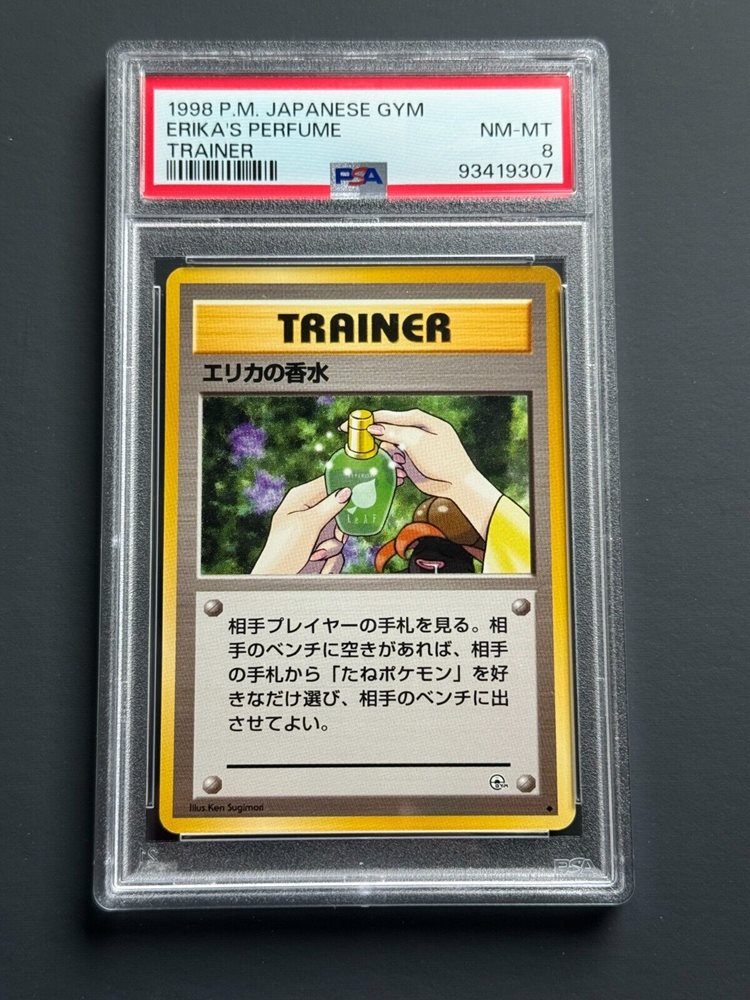 1998 P.M. JAPANESE GYM
ERIKA'S PERFUME NM-MT
TRAINER 8
PSA 93419307
TRAINER
エリカの香水
LEAF
相手プレイヤーの手札を見る。相
手のベンチに空きがあれば、相手
の手札から「たねポケモン」を好
きなだけ選び、相手のベンチに出
させてよい。
GYM
Illus.Ken Sugimori
PSA